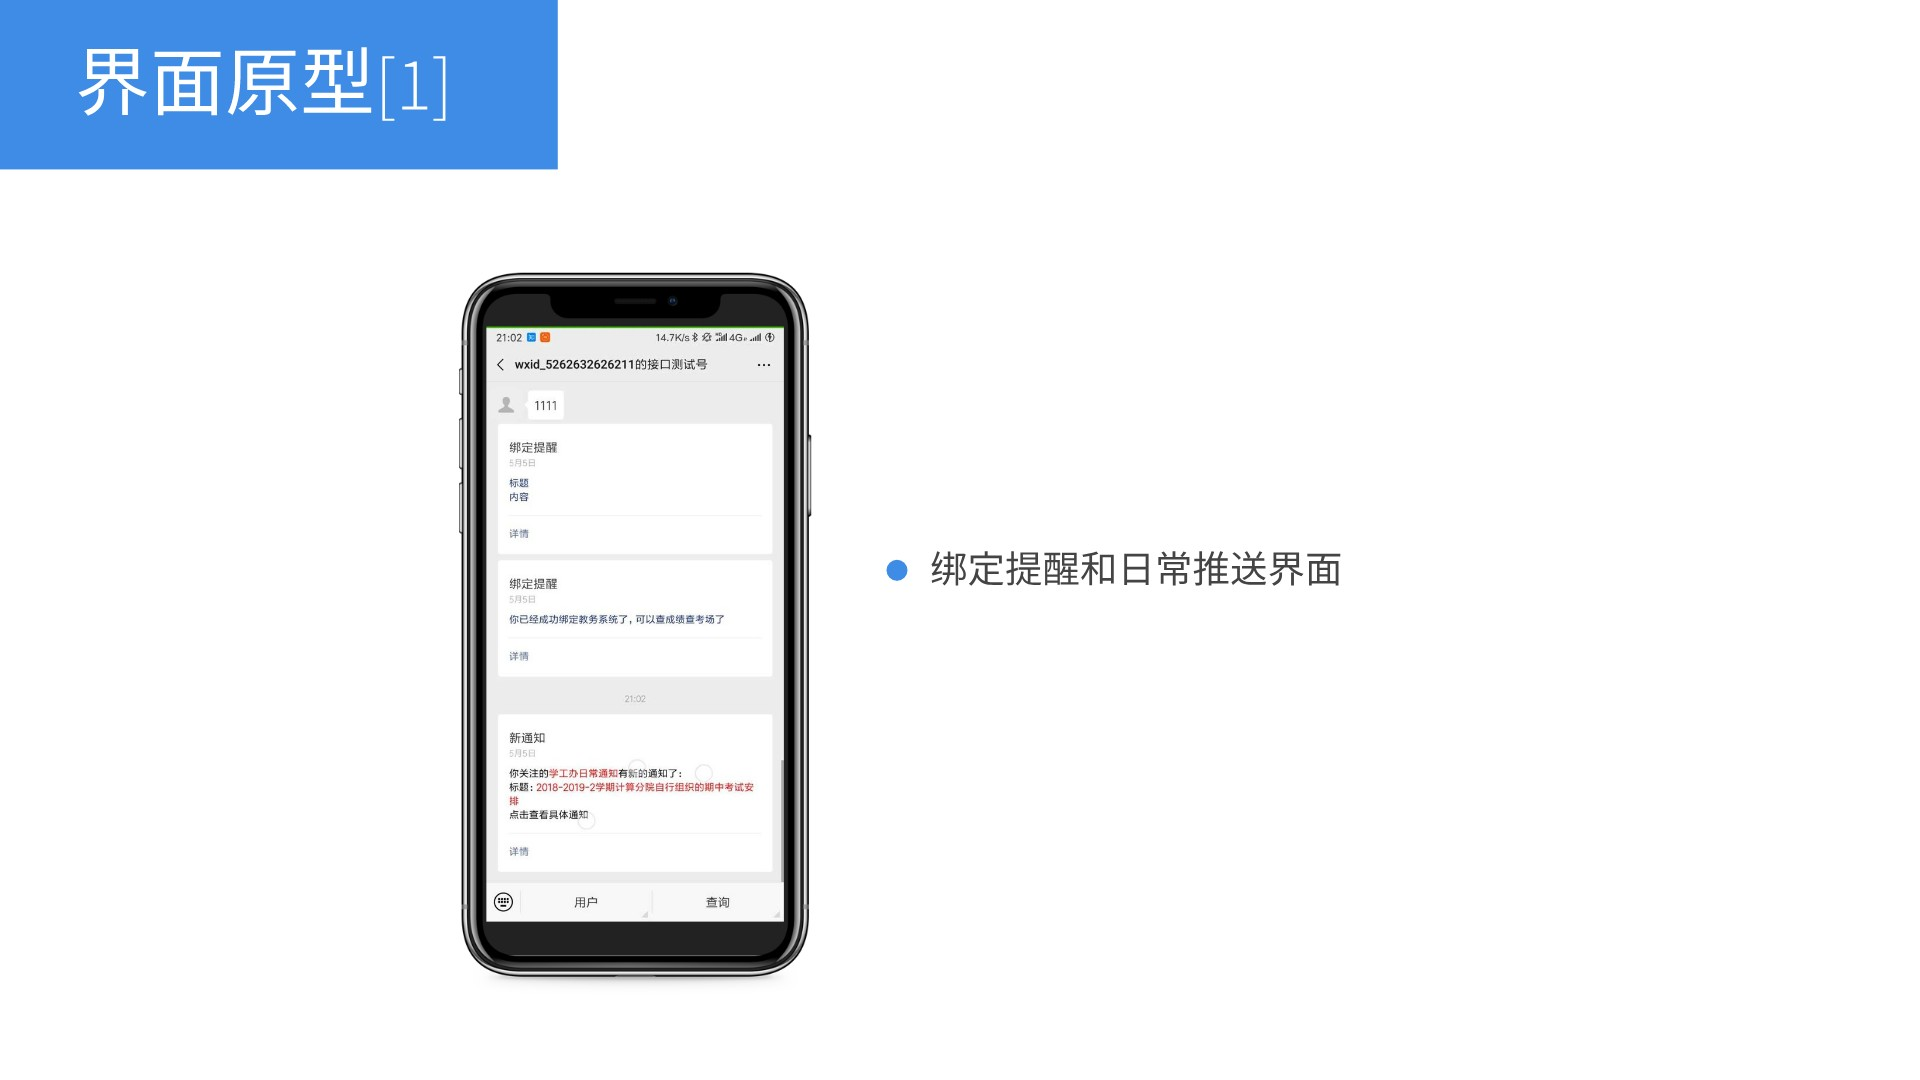 界面原型[1]
21:02
14.7K/s
4G
wxid_5262632626211的接口测试号
1111
绑定提醒
5月5日
标题
内容
详情
绑定提醒
5月5日
你已经成功绑定教务系统了，可以查成绩查考场了
详情
21:02
新通知
5月5日
你关注的学工办日常通知有新的通知了：
标题：2018-2019-2学期计算分院自行组织的期中考试安
排
点击查看具体通知
详情
用户
查询
绑定提醒和日常推送界面